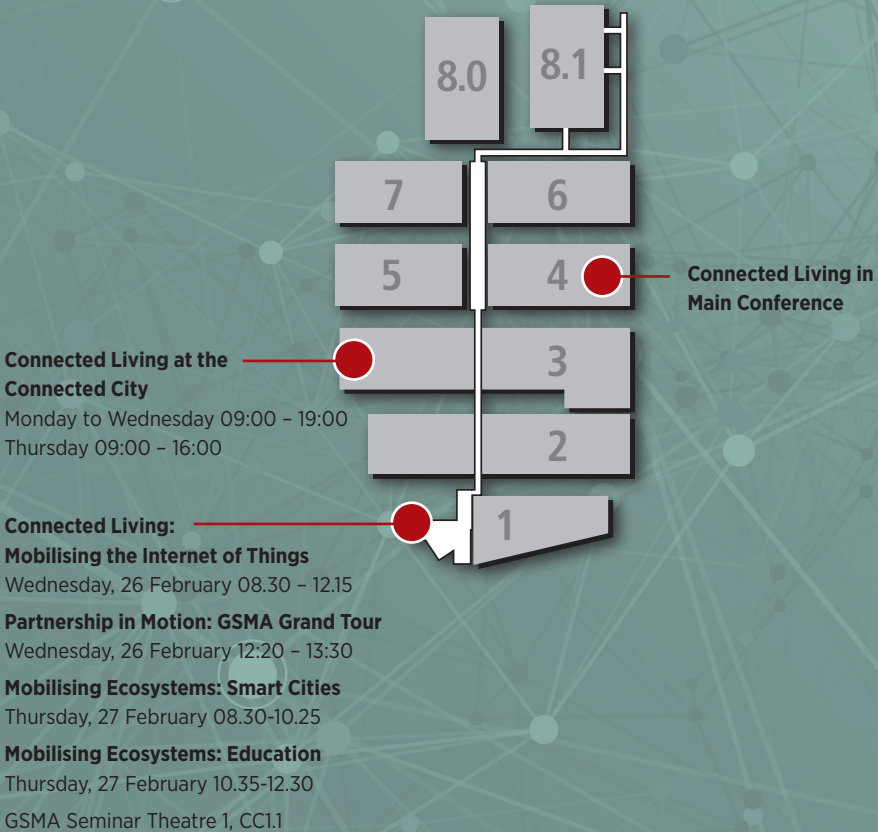 8.0
8.1
7
6
5
4
Connected Living in
Main Conference
Connected Living at the
Connected City
Monday to Wednesday 09:00 – 19:00
Thursday 09:00 – 16:00
3
2
1
Connected Living:
Mobilising the Internet of Things
Wednesday, 26 February 08.30 – 12.15
Partnership in Motion: GSMA Grand Tour
Wednesday, 26 February 12:20 – 13:30
Mobilising Ecosystems: Smart Cities
Thursday, 27 February 08.30-10.25
Mobilising Ecosystems: Education
Thursday, 27 February 10.35-12.30
GSMA Seminar Theatre 1, CC1.1